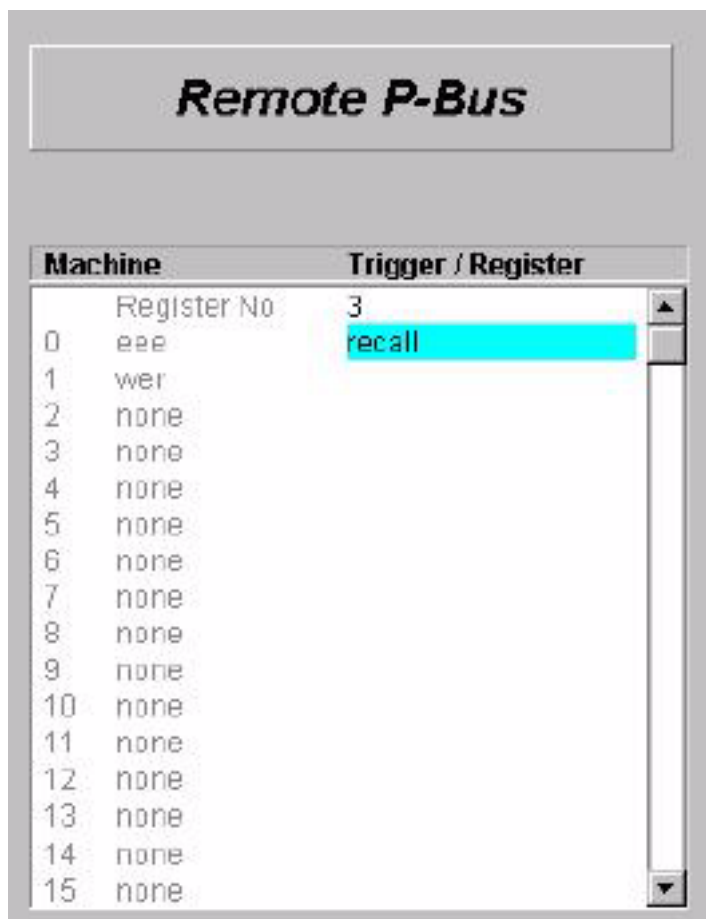 Remote P-Bus
Machine Trigger / Register
Register No 3
0 eee recall
1 wer
2 none
3 none
4 none
5 none
6 none
7 none
8 none
9 none
10 none
11 none
12 none
13 none
14 none
15 none